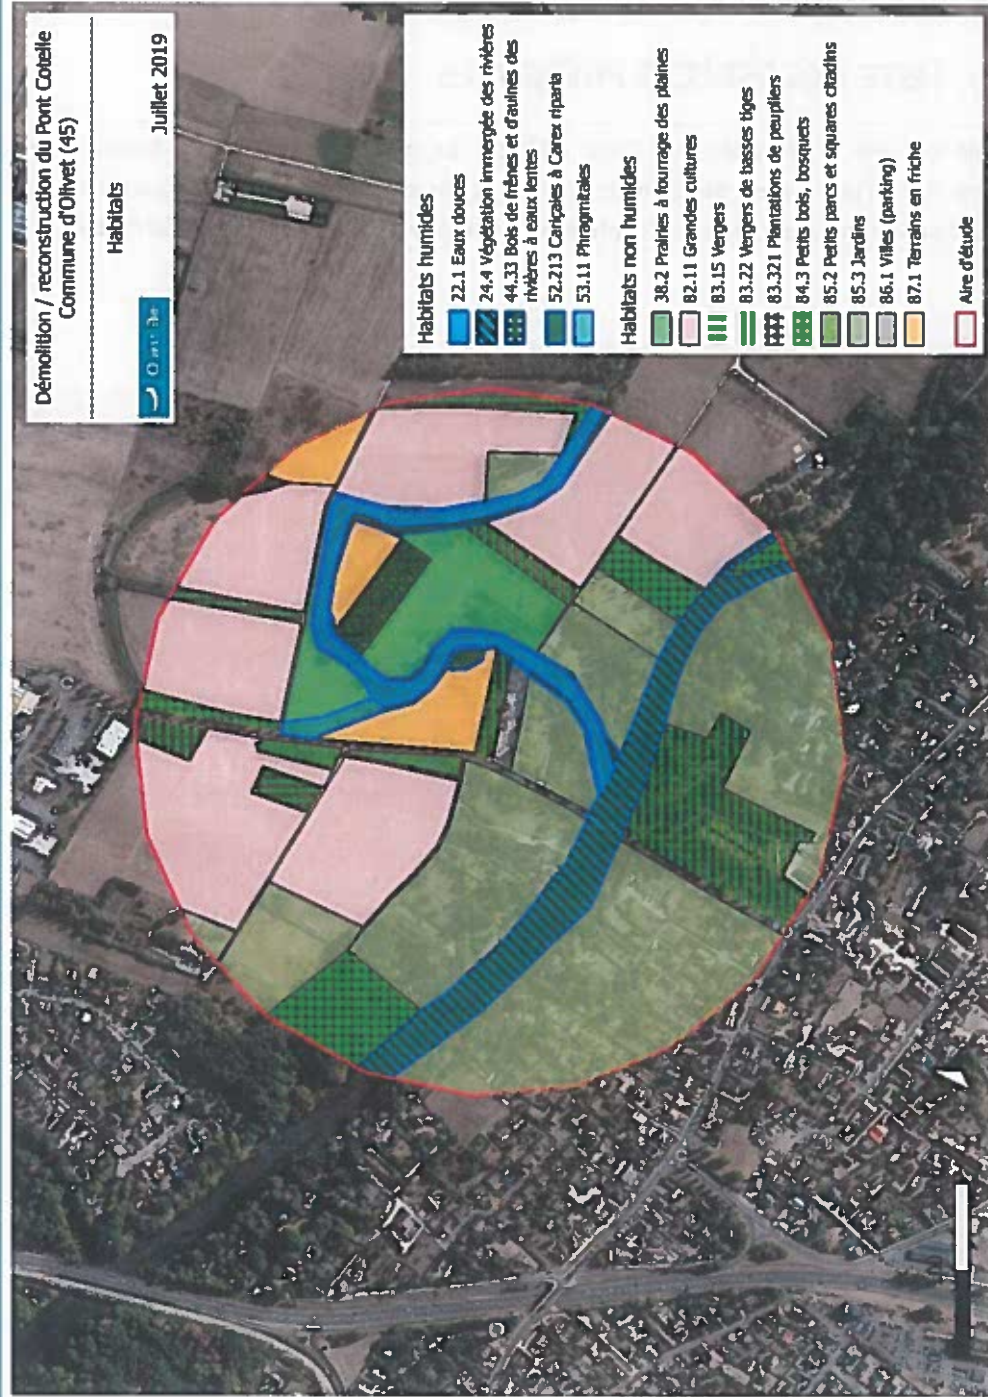 Démolition / reconstruction du Pont Cotelle
Commune d'Olivet (45)
Habitats
Juillet 2019
Habitats humides
22.1 Eaux douces
24.4 Végétation immergée des rivières
44.33 Bois de frênes et d'aulnes des
rivières à eaux lentes
52.213 Cariçaies à Carex riparia
53.11 Phragmitaies
Habitats non humides
38.2 Prairies à fourrage des plaines
82.11 Grandes cultures
83.15 Vergers
83.22 Vergers de basses tiges
83.321 Plantations de peupliers
84.3 Petits bois, bosquets
85.2 Petits parcs et squares citadins
85.3 Jardins
86.1 Villes (parking)
87.1 Terrains en friche
Aire d'étude